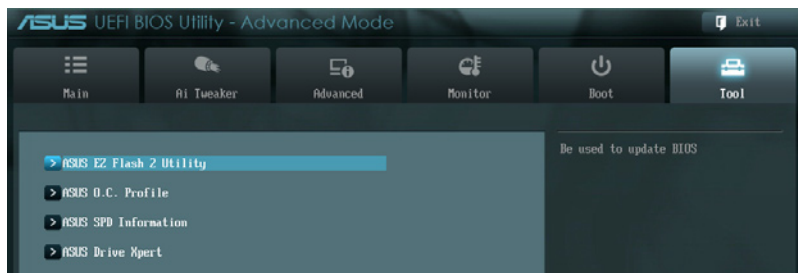 ASUS UEFI BIOS Utility - Advanced Mode
Exit
Main
Ai Tweaker
Advanced
Monitor
Boot
Tool
Be used to update BIOS
> ASUS EZ Flash 2 Utility
> ASUS O.C. Profile
> ASUS SPD Information
> ASUS Drive Xpert